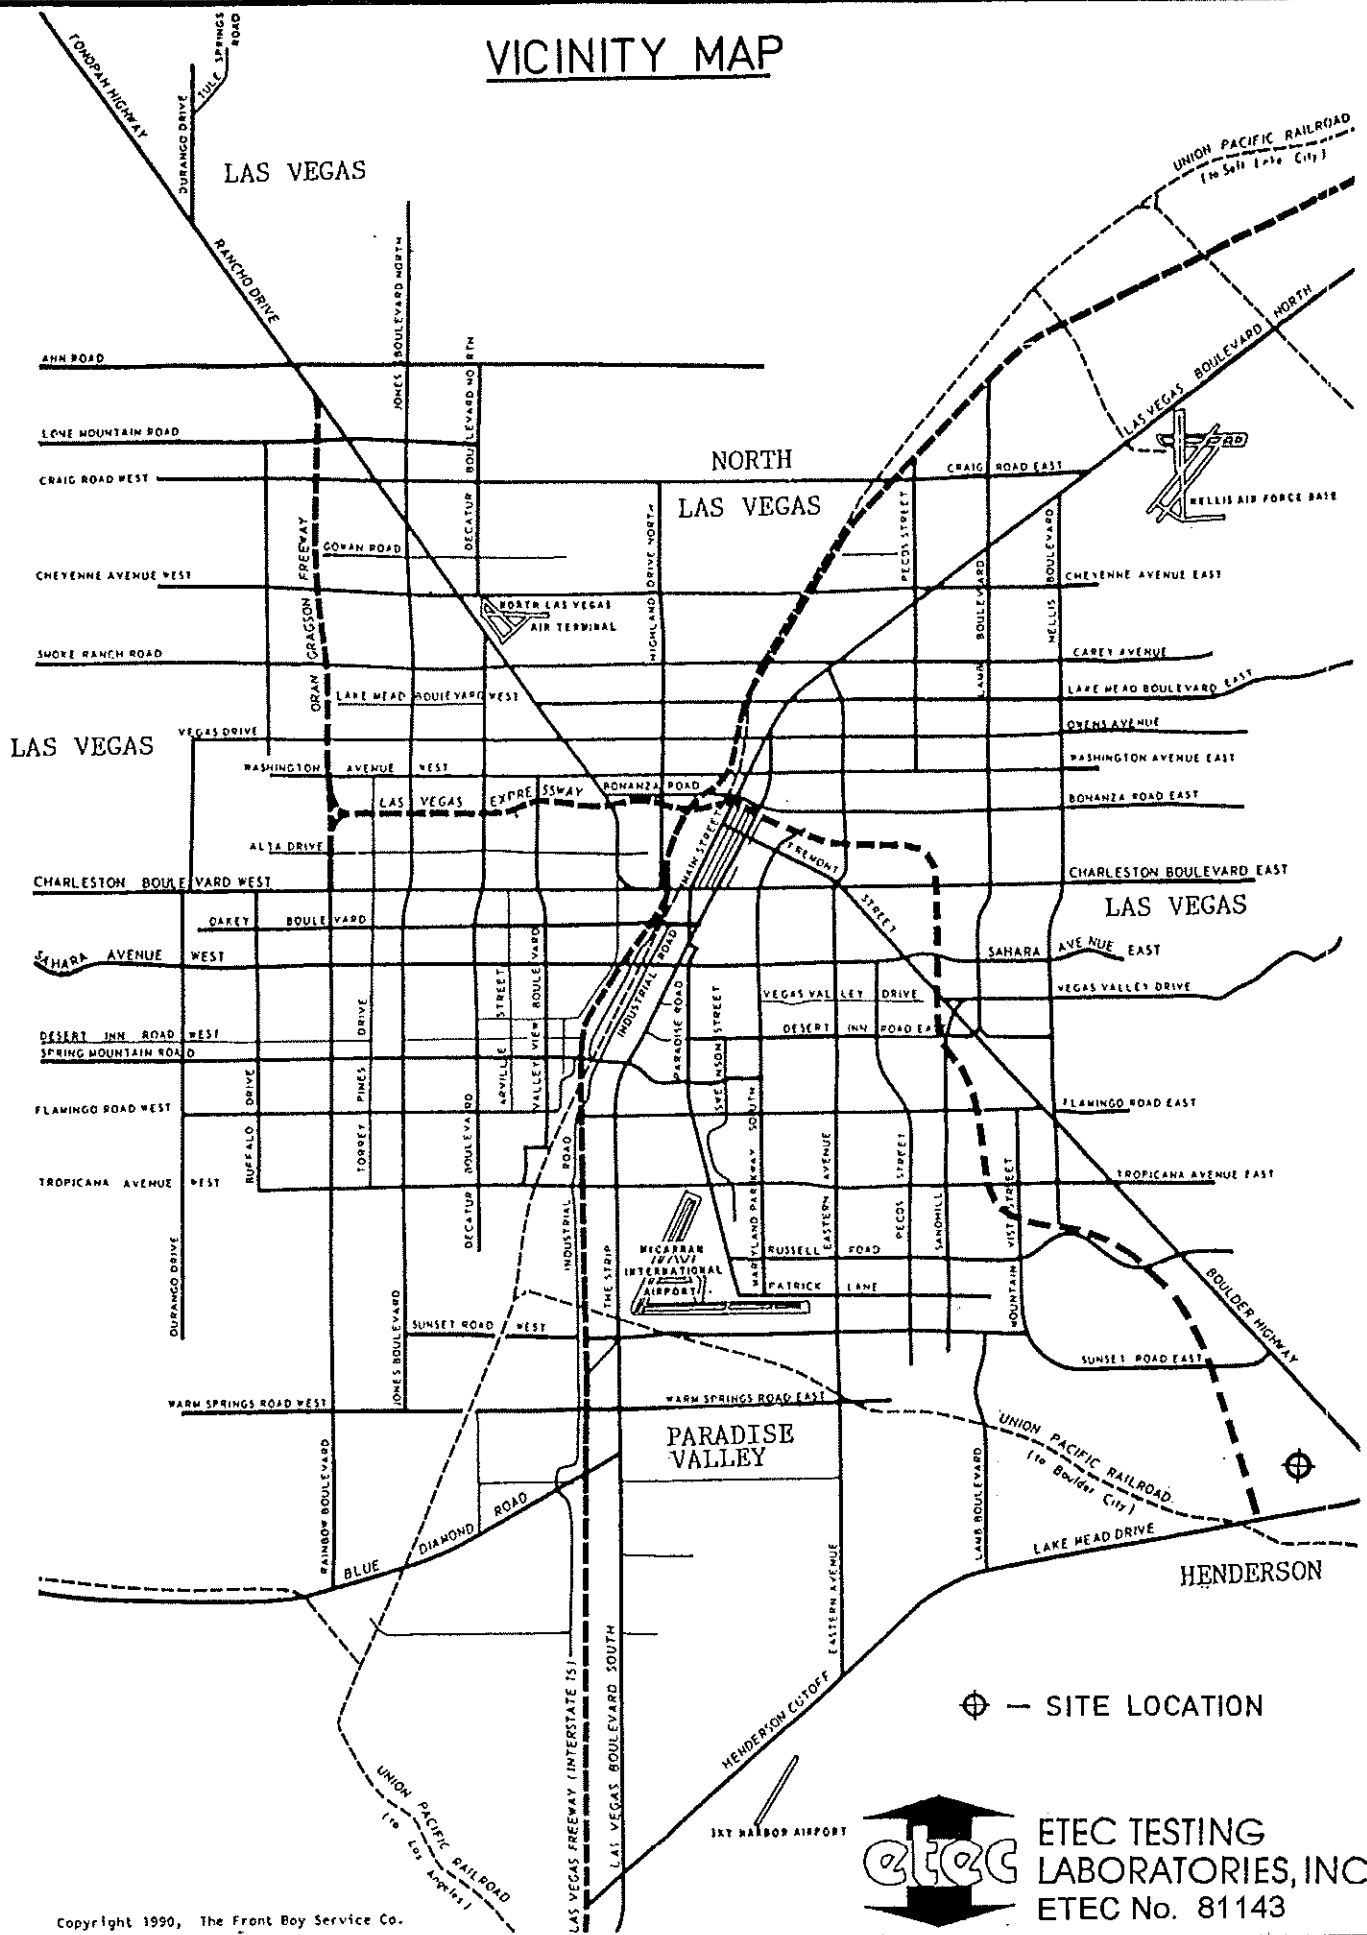 VICINITY MAP
TONOPAH HIGHWAY
DURANGO DRIVE
TULE SPRINGS ROAD
LAS VEGAS
RANCHO DRIVE
UNION PACIFIC RAILROAD
(to Salt Lake City)
JONES BOULEVARD NORTH
DECATUR BOULEVARD NORTH
ANN ROAD
LAS VEGAS BOULEVARD NORTH
LONE MOUNTAIN ROAD
CRAIG ROAD WEST
NORTH
LAS VEGAS
CRAIG ROAD EAST
NELLIS AIR FORCE BASE
ORAN GRAGSON FREEWAY
GOWAN ROAD
HIGHLAND DRIVE NORTH
PECOS STREET
LAMB BOULEVARD
NELLIS BOULEVARD
CHEYENNE AVENUE WEST
CHEYENNE AVENUE EAST
NORTH LAS VEGAS
AIR TERMINAL
SMOKE RANCH ROAD
CAREY AVENUE
LAKE MEAD BOULEVARD WEST
LAKE MEAD BOULEVARD EAST
VEGAS DRIVE
OWENS AVENUE
LAS VEGAS
WASHINGTON AVENUE WEST
WASHINGTON AVENUE EAST
LAS VEGAS EXPRESSWAY
BONANZA ROAD
BONANZA ROAD EAST
ALTA DRIVE
MAIN STREET
FREMONT STREET
CHARLESTON BOULEVARD WEST
CHARLESTON BOULEVARD EAST
LAS VEGAS
OAKEY BOULEVARD
SAHARA AVENUE WEST
SAHARA AVENUE EAST
INDUSTRIAL ROAD
VEGAS VALLEY DRIVE
VEGAS VALLEY DRIVE
DESERT INN ROAD WEST
DESERT INN ROAD EA
SPRING MOUNTAIN ROAD
ARVILLE STREET
VALLEY VIEW BOULEVARD
PARADISE ROAD
SWENSON STREET
FLAMINGO ROAD WEST
FLAMINGO ROAD EAST
BUFFALO DRIVE
TORREY PINES DRIVE
DECATUR BOULEVARD
INDUSTRIAL ROAD
MARYLAND PARKWAY SOUTH
EASTERN AVENUE
PECOS STREET
SANDHILL
MOUNTAIN VISTA STREET
TROPICANA AVENUE WEST
TROPICANA AVENUE EAST
DURANGO DRIVE
THE STRIP
MCCARRAN
INTERNATIONAL
AIRPORT
RUSSELL ROAD
PATRICK LANE
BOULDER HIGHWAY
JONES BOULEVARD
SUNSET ROAD WEST
SUNSET ROAD EAST
WARM SPRINGS ROAD WEST
WARM SPRINGS ROAD EAST
PARADISE
VALLEY
UNION PACIFIC RAILROAD
(to Boulder City)
RAINBOW BOULEVARD
BLUE DIAMOND ROAD
LAMB BOULEVARD
LAKE MEAD DRIVE
HENDERSON
EASTERN AVENUE
HENDERSON CUTOFF
LAS VEGAS FREEWAY (INTERSTATE 15)
LAS VEGAS BOULEVARD SOUTH
UNION PACIFIC RAILROAD
(to Los Angeles)
SKY HARBOR AIRPORT
— SITE LOCATION
etec
ETEC TESTING
LABORATORIES, INC
ETEC No. 81143
Copyright 1990, The Front Boy Service Co.